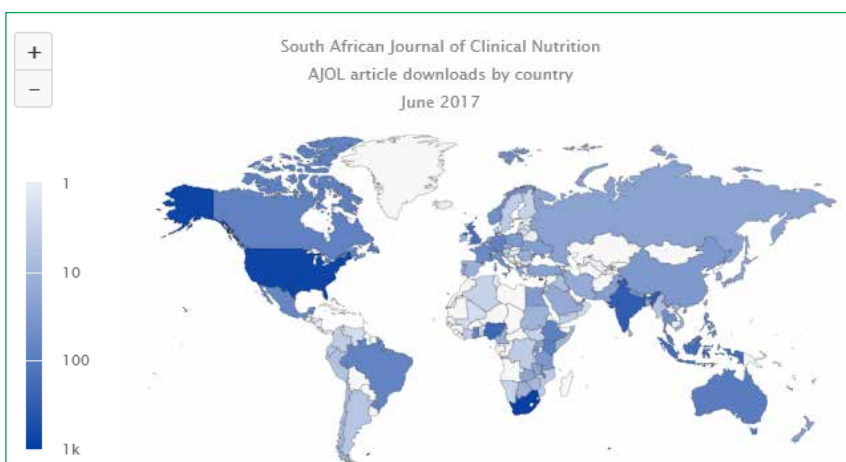 +
South African Journal of Clinical Nutrition
AJOL article downloads by country
−
June 2017
1
10
100
1k